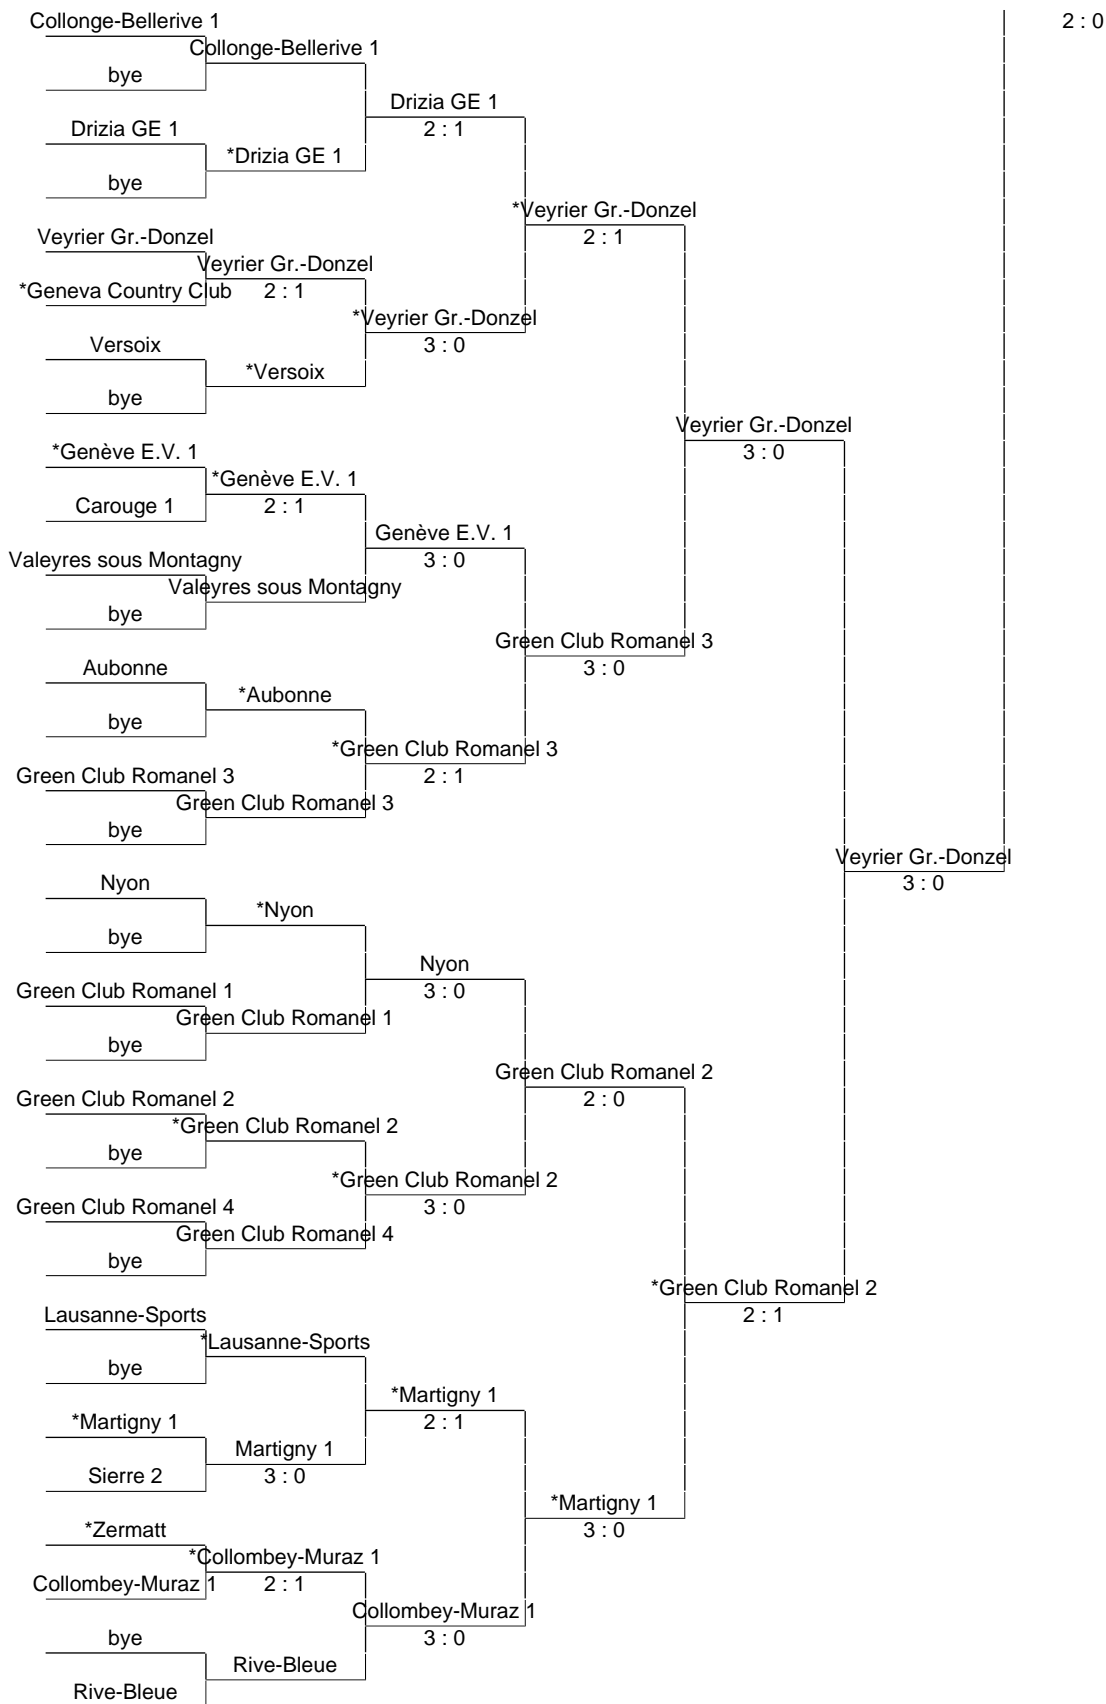 Collonge-Bellerive 1
2 : 0
Collonge-Bellerive 1
bye
Drizia GE 1
Drizia GE 1
2 : 1
*Drizia GE 1
bye
*Veyrier Gr.-Donzel
Veyrier Gr.-Donzel
2 : 1
Veyrier Gr.-Donzel
*Geneva Country Club
2 : 1
*Veyrier Gr.-Donzel
Versoix
3 : 0
*Versoix
bye
Veyrier Gr.-Donzel
*Genève E.V. 1
3 : 0
*Genève E.V. 1
Carouge 1
2 : 1
Genève E.V. 1
Valeyres sous Montagny
3 : 0
Valeyres sous Montagny
bye
Green Club Romanel 3
Aubonne
3 : 0
*Aubonne
bye
*Green Club Romanel 3
Green Club Romanel 3
2 : 1
Green Club Romanel 3
bye
Veyrier Gr.-Donzel
Nyon
3 : 0
*Nyon
bye
Nyon
Green Club Romanel 1
3 : 0
Green Club Romanel 1
bye
Green Club Romanel 2
Green Club Romanel 2
2 : 0
*Green Club Romanel 2
bye
*Green Club Romanel 2
Green Club Romanel 4
3 : 0
Green Club Romanel 4
bye
*Green Club Romanel 2
Lausanne-Sports
2 : 1
*Lausanne-Sports
bye
*Martigny 1
*Martigny 1
2 : 1
Martigny 1
Sierre 2
3 : 0
*Martigny 1
*Zermatt
3 : 0
*Collombey-Muraz 1
Collombey-Muraz 1
2 : 1
Collombey-Muraz 1
bye
3 : 0
Rive-Bleue
Rive-Bleue